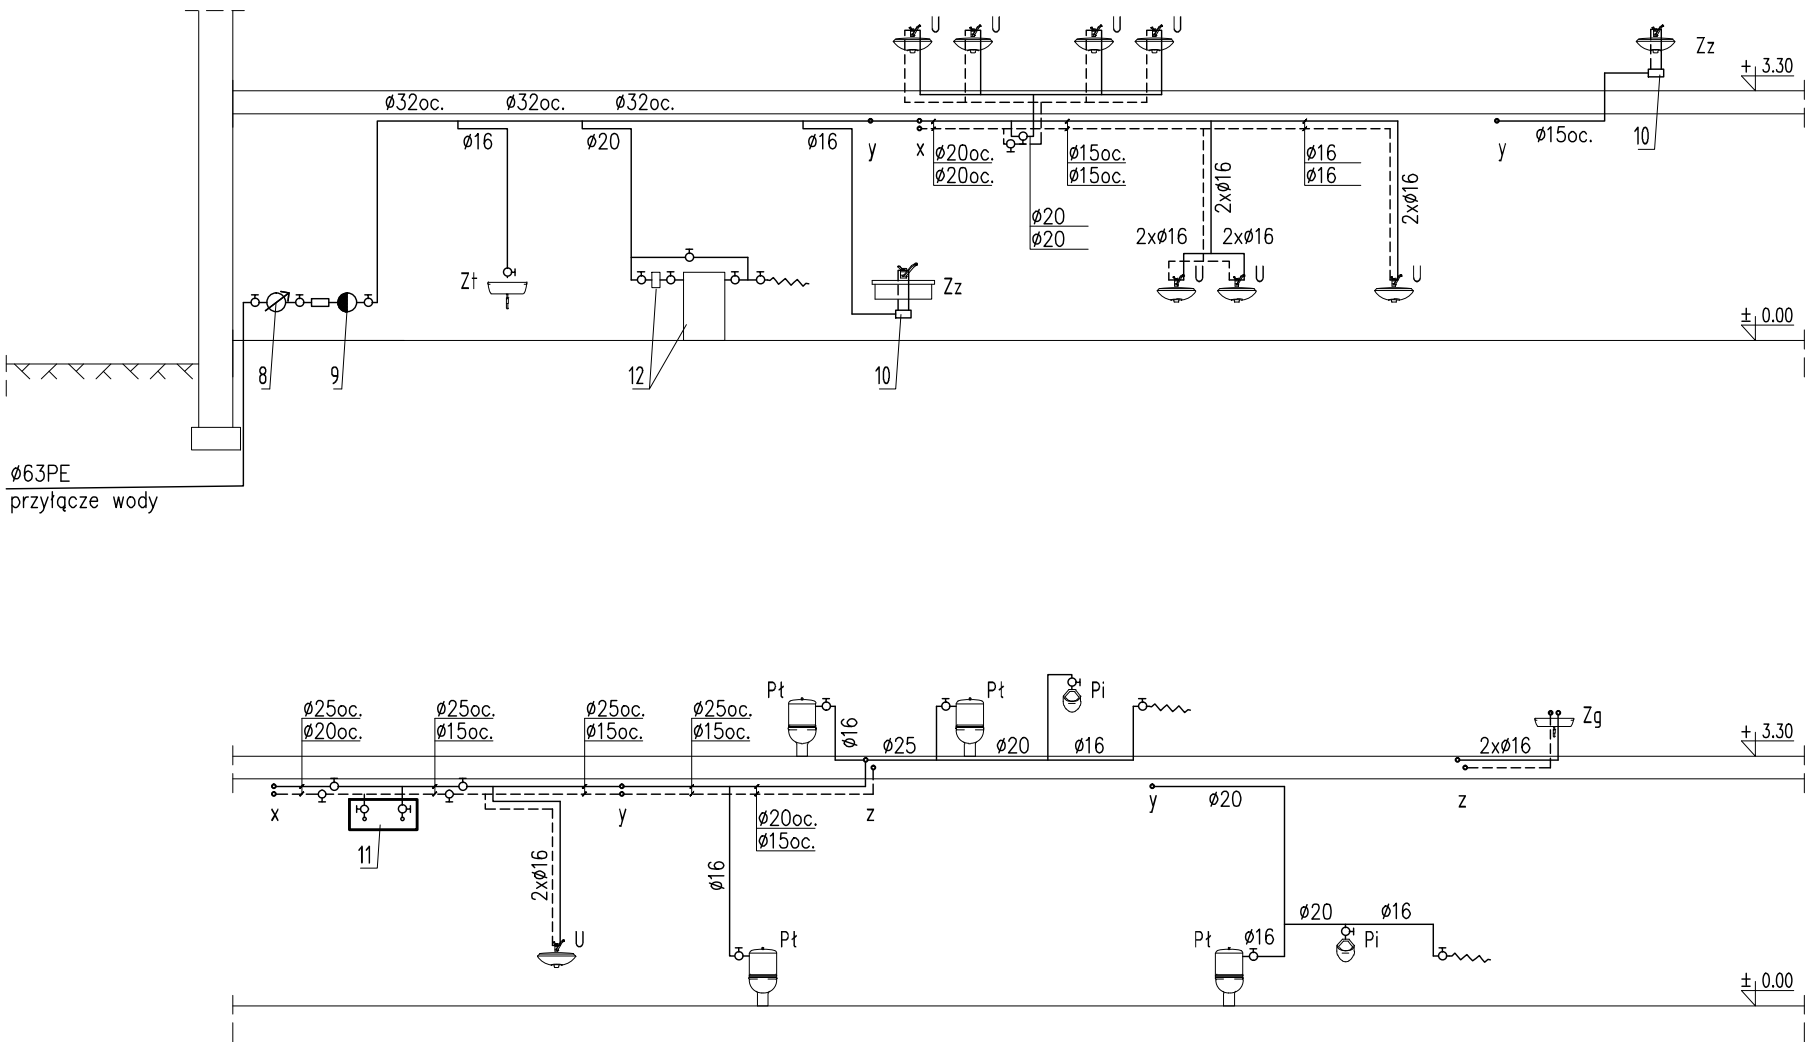 U
U
U
U
Zz
+ 3.30
ø32oc.
ø32oc.
ø32oc.
ø16
ø20
ø16
y
x
ø20oc.
ø20oc.
ø15oc.
ø15oc.
ø16
ø16
y
ø15oc.
10
ø20
ø20
2xø16
2xø16
2xø16
2xø16
Zt
Zz
U
U
U
± 0.00
8
9
12
10
ø63PE
przyłącze wody
ø25oc.
ø20oc.
ø25oc.
ø15oc.
ø25oc.
ø15oc.
ø25oc.
ø15oc.
Pł
ø16
ø25
Pł
ø20
Pi
ø16
2xø16
Zg
+ 3.30
x
11
y
ø20oc.
ø15oc.
z
y
ø20
z
2xø16
U
ø16
Pł
Pł
ø16
ø20
Pi
ø16
± 0.00